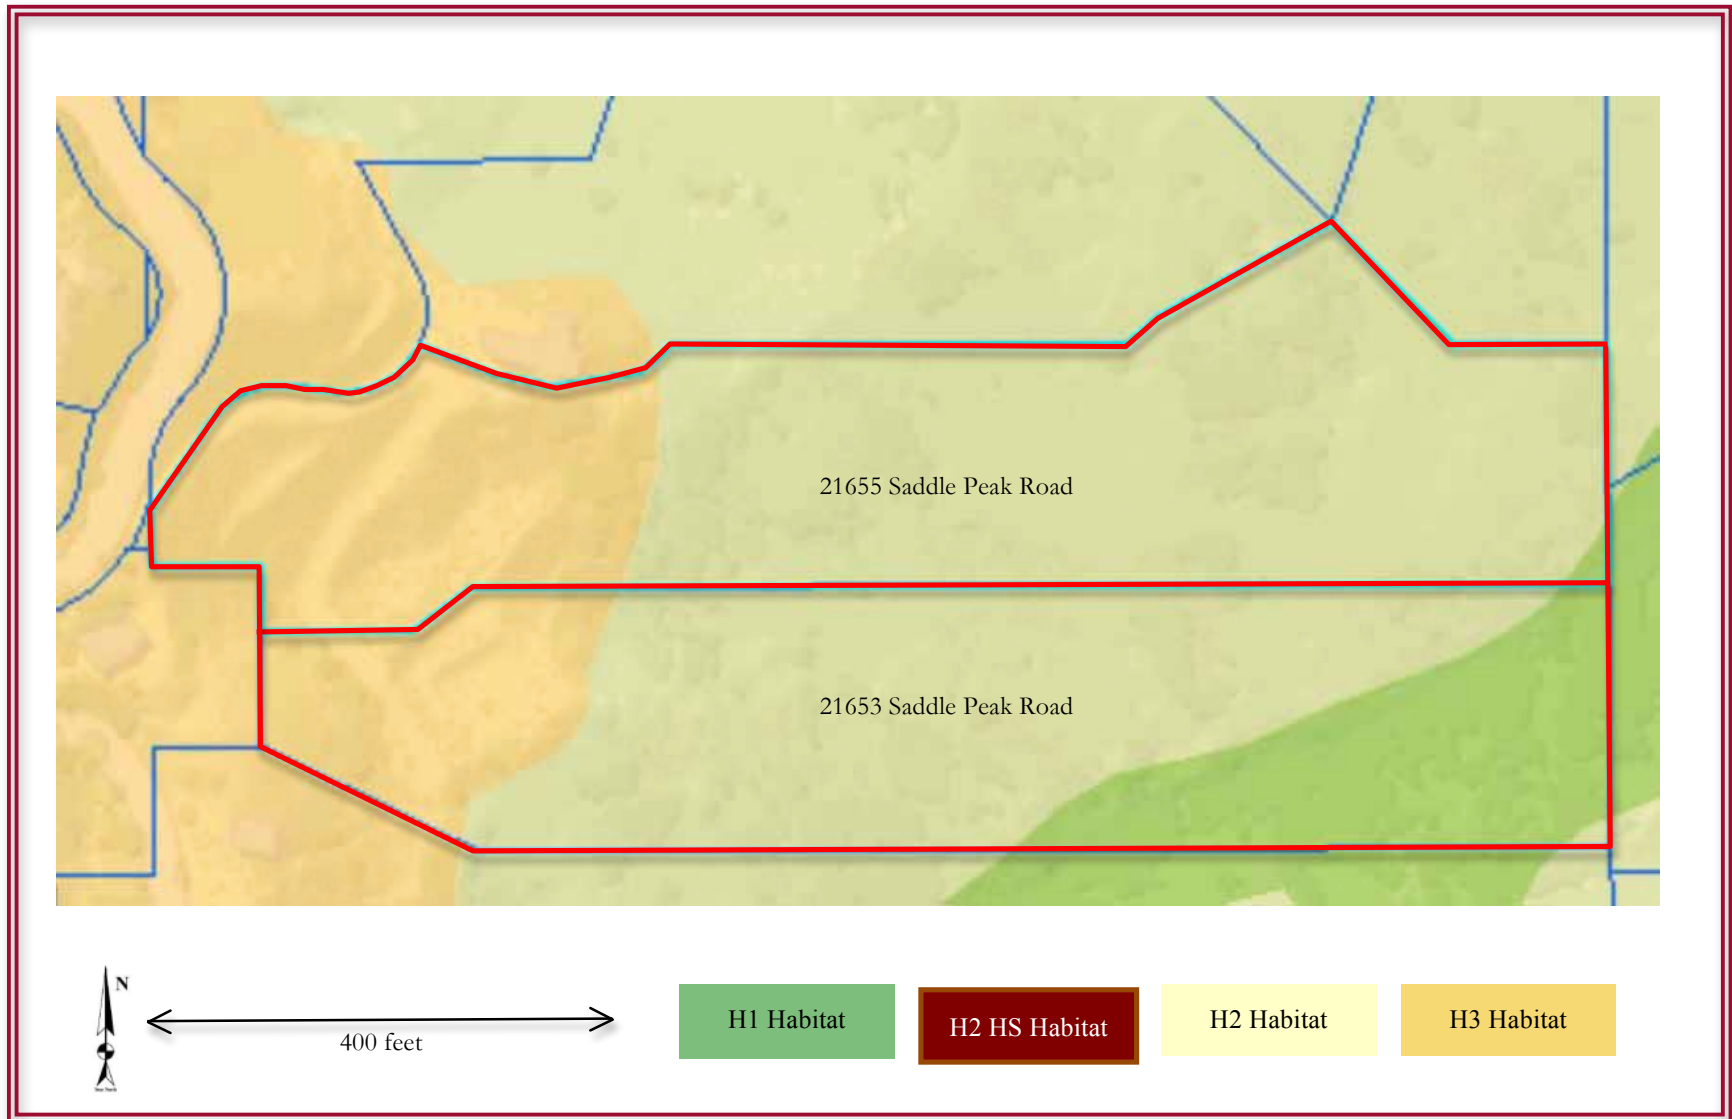 21655 Saddle Peak Road
21653 Saddle Peak Road
N
400 feet
H1 Habitat
H2 HS Habitat
H2 Habitat
H3 Habitat